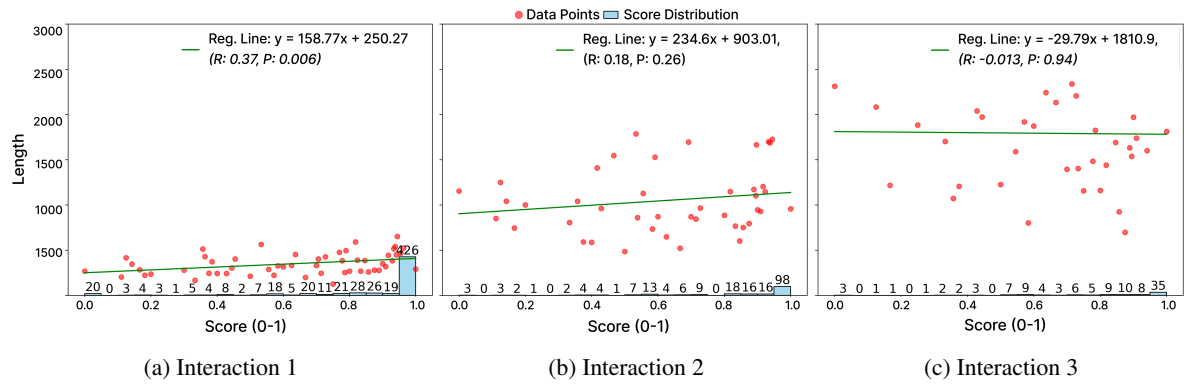 Data Points Score Distribution
Reg. Line: y = 158.77x + 250.27
(R: 0.37, P: 0.006)
Length
3000
2500
2000
1500
1000
1500
20 0 3 4 3 1 5 4 8 2 7 18 5 20 11 21 28 26 19 426
0.0 0.2 0.4 0.6 0.8 1.0
Score (0-1)
(a) Interaction 1
Reg. Line: y = 234.6x + 903.01,
(R: 0.18, P: 0.26)
3 0 3 2 1 0 2 4 4 1 7 13 4 6 9 0 18 16 16 98
0.0 0.2 0.4 0.6 0.8 1.0
Score (0-1)
(b) Interaction 2
Reg. Line: y = -29.79x + 1810.9,
(R: -0.013, P: 0.94)
3 0 1 1 0 1 2 2 3 0 7 9 4 3 6 5 9 10 8 35
0.0 0.2 0.4 0.6 0.8 1.0
Score (0-1)
(c) Interaction 3